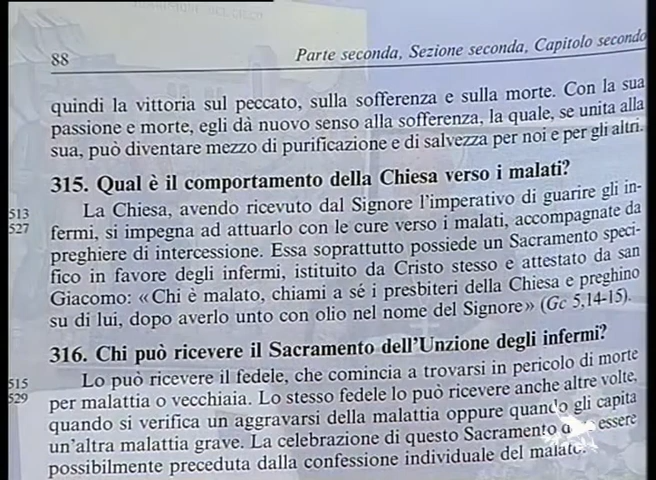 88
Parte seconda, Sezione seconda, Capitolo secondo
quindi la vittoria sul peccato, sulla sofferenza e sulla morte. Con la sua
passione e morte, egli dà nuovo senso alla sofferenza, la quale, se unita alla
sua, può diventare mezzo di purificazione e di salvezza per noi e per gli altri.
315. Qual è il comportamento della Chiesa verso i malati?
513
527
La Chiesa, avendo ricevuto dal Signore l'imperativo di guarire gli in-
fermi, si impegna ad attuarlo con le cure verso i malati, accompagnate da
preghiere di intercessione. Essa soprattutto possiede un Sacramento speci-
fico in favore degli infermi, istituito da Cristo stesso e attestato da san
Giacomo: «Chi è malato, chiami a sé i presbiteri della Chiesa e preghino
su di lui, dopo averlo unto con olio nel nome del Signore» (Gc 5,14-15).
316. Chi può ricevere il Sacramento dell'Unzione degli infermi?
515
529
Lo può ricevere il fedele, che comincia a trovarsi in pericolo di morte
per malattia o vecchiaia. Lo stesso fedele lo può ricevere anche altre volte,
quando si verifica un aggravarsi della malattia oppure quando gli capita
un'altra malattia grave. La celebrazione di questo Sacramento essere
possibilmente preceduta dalla confessione individuale del malato.